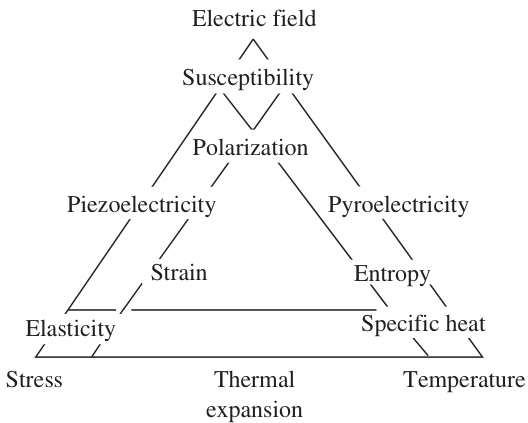 Electric field
Susceptibility
Polarization
Piezoelectricity
Pyroelectricity
Strain
Entropy
Elasticity
Specific heat
Stress
Thermal
expansion
Temperature